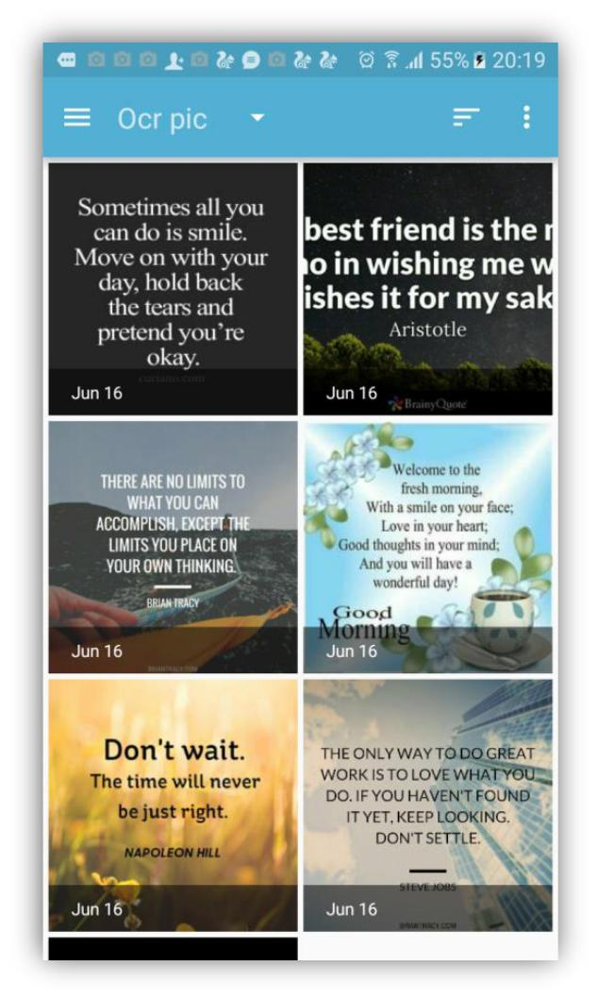 55% 20:19
Ocr pic
Sometimes all you
can do is smile.
Move on with your
day, hold back
the tears and
pretend you're
okay.
curiano.com
Jun 16
best friend is the
in wishing me
it for my
Aristotle
BrainyQuote
Jun 16
THERE ARE NO LIMITS TO
WHAT YOU CAN
ACCOMPLISH, EXCEPT THE
LIMITS YOU PLACE ON
YOUR OWN THINKING.
BRIAN TRACY
BRIANTRACY.COM
Jun 16
Welcome to the
fresh morning,
With a smile on your face;
Love in your heart;
Good thoughts in your mind;
And you will have a
wonderful day!
Good
Morning
Jun 16
Don't wait.
The time will never
be just right.
NAPOLEON HILL
Jun 16
THE ONLY WAY TO DO GREAT
WORK IS TO LOVE WHAT YOU
DO. IF YOU HAVEN'T FOUND
IT YET, KEEP LOOKING.
DON'T SETTLE.
STEVE JOBS
BRIANTRACY.COM
Jun 16